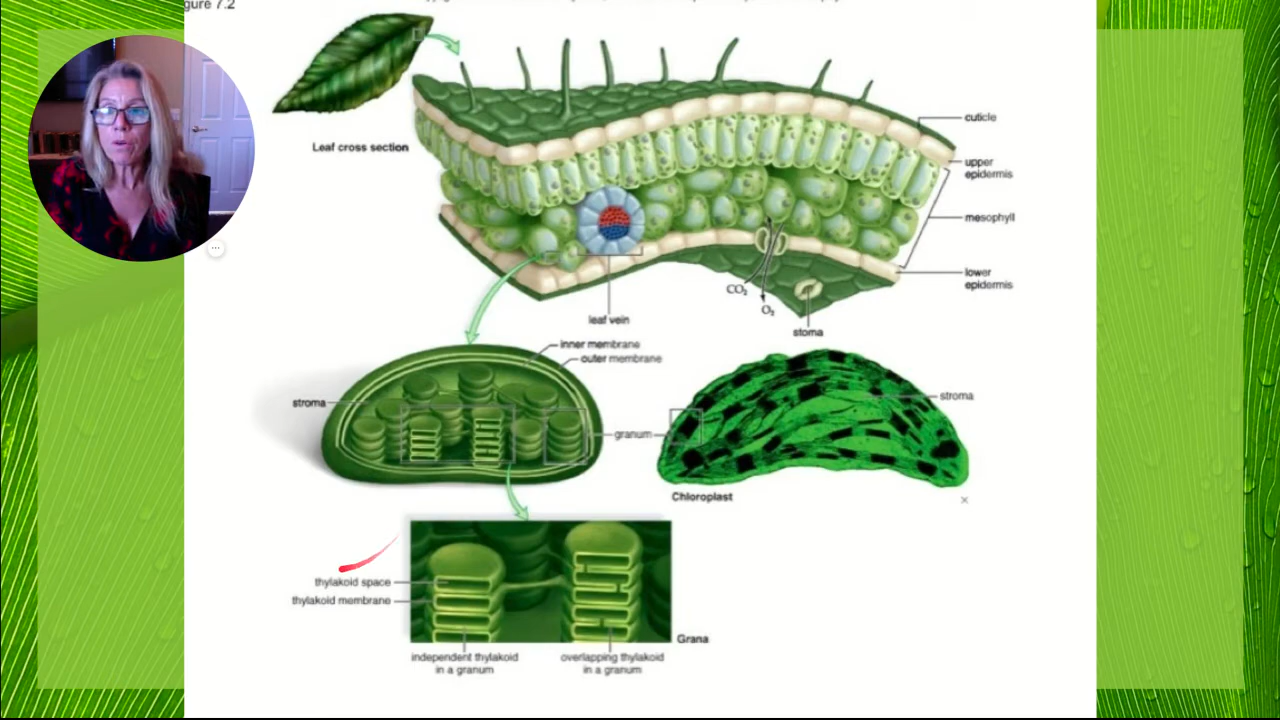 gure 7.2
cuticle
Leaf cross section
upper
epidermis
mesophyll
lower
epidermis
CO₂
O₂
leaf vein
stoma
inner membrane
outer membrane
stroma
stroma
granum
Chloroplast
thylakoid space
thylakoid membrane
Grana
independent thylakoid
in a granum
overlapping thylakoid
in a granum